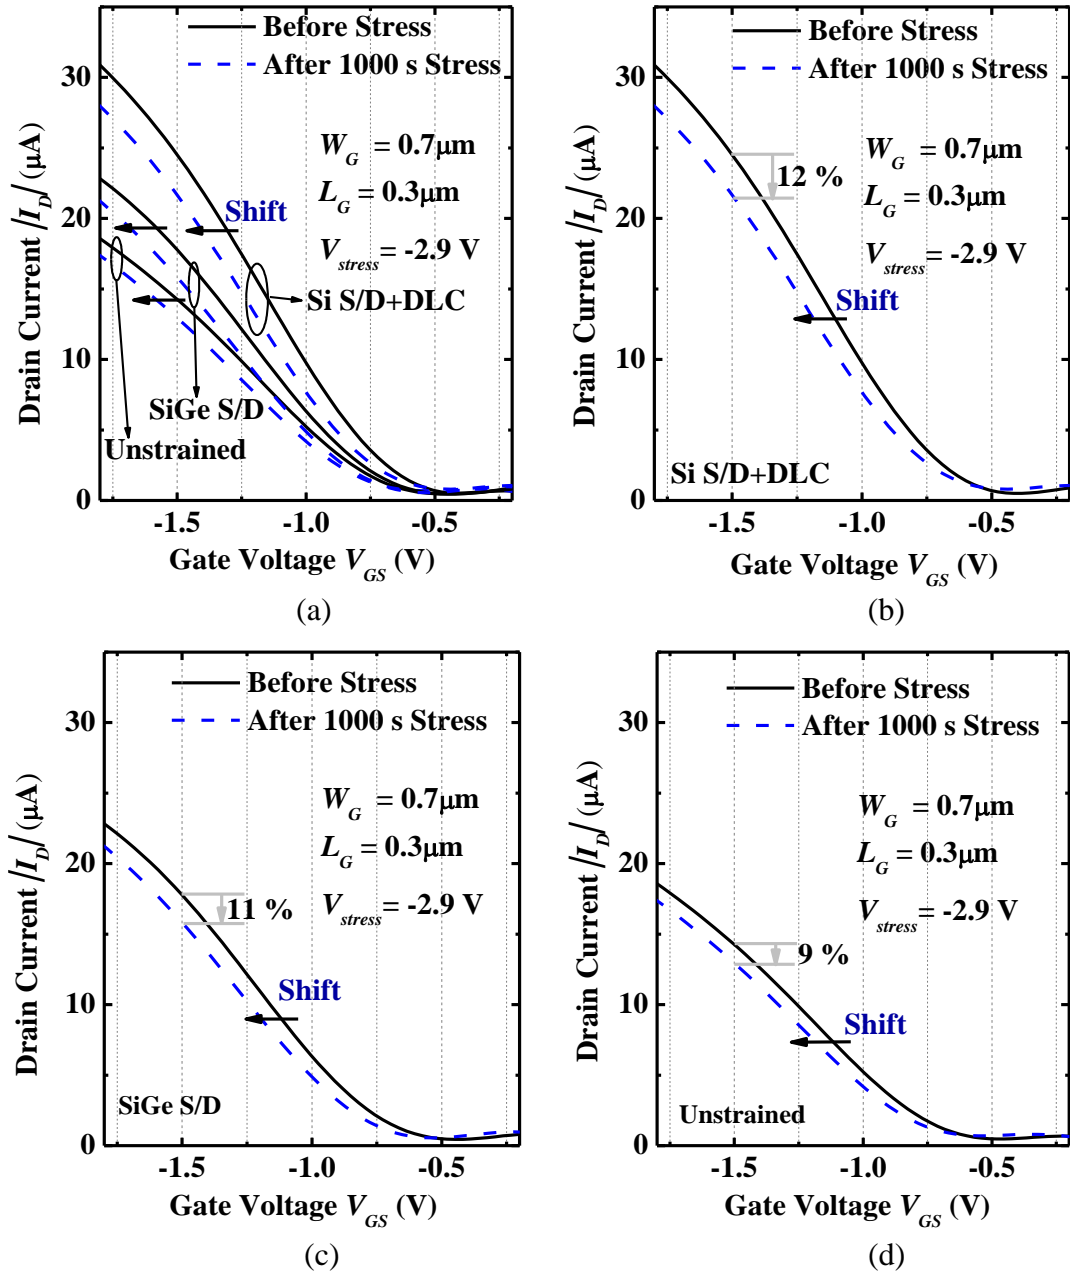 Before Stress
After 1000 s Stress
30
20
10
0
Drain Current |I_D| (μA)
W_G = 0.7μm
L_G = 0.3μm
V_stress = -2.9 V
Shift
Si S/D+DLC
SiGe S/D
Unstrained
-1.5 -1.0 -0.5
Gate Voltage V_GS (V)
(a)
Before Stress
After 1000 s Stress
30
20
10
0
Drain Current |I_D| (μA)
W_G = 0.7μm
12 %
L_G = 0.3μm
V_stress = -2.9 V
Shift
Si S/D+DLC
-1.5 -1.0 -0.5
Gate Voltage V_GS (V)
(b)
Before Stress
After 1000 s Stress
30
20
10
0
Drain Current |I_D| (μA)
W_G = 0.7μm
L_G = 0.3μm
11 %
V_stress = -2.9 V
Shift
SiGe S/D
-1.5 -1.0 -0.5
Gate Voltage V_GS (V)
(c)
Before Stress
After 1000 s Stress
30
20
10
0
Drain Current |I_D| (μA)
W_G = 0.7μm
L_G = 0.3μm
V_stress = -2.9 V
9 %
Shift
Unstrained
-1.5 -1.0 -0.5
Gate Voltage V_GS (V)
(d)